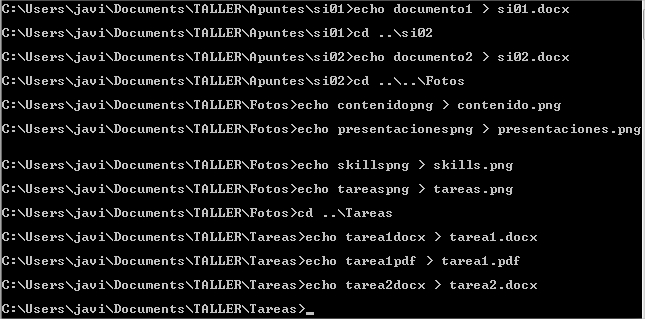 C:\Users\javi\Documents\TALLER\Apuntes\si01>echo documento1 > si01.docx
C:\Users\javi\Documents\TALLER\Apuntes\si01>cd ..\si02
C:\Users\javi\Documents\TALLER\Apuntes\si02>echo documento2 > si02.docx
C:\Users\javi\Documents\TALLER\Apuntes\si02>cd ..\..\Fotos
C:\Users\javi\Documents\TALLER\Fotos>echo contenidopng > contenido.png
C:\Users\javi\Documents\TALLER\Fotos>echo presentacionespng > presentaciones.png
C:\Users\javi\Documents\TALLER\Fotos>echo skillspng > skills.png
C:\Users\javi\Documents\TALLER\Fotos>echo tareaspng > tareas.png
C:\Users\javi\Documents\TALLER\Fotos>cd ..\Tareas
C:\Users\javi\Documents\TALLER\Tareas>echo tarea1docx > tarea1.docx
C:\Users\javi\Documents\TALLER\Tareas>echo tarea1pdf > tarea1.pdf
C:\Users\javi\Documents\TALLER\Tareas>echo tarea2docx > tarea2.docx
C:\Users\javi\Documents\TALLER\Tareas>_